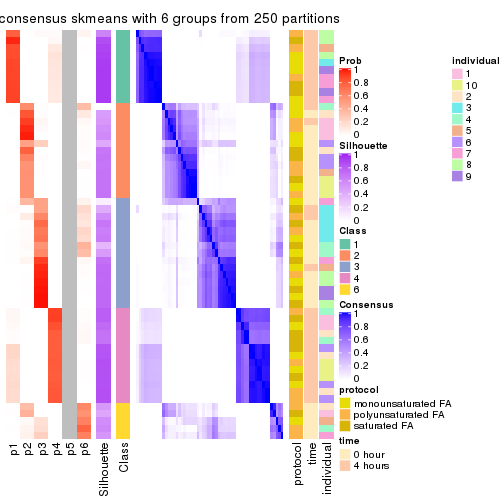 consensus skmeans with 6 groups from 250 partitions
p1
p2
p3
p4
p5
p6
Silhouette
Class
protocol
time
individual
Prob
1
0.8
0.6
0.4
0.2
0
Silhouette
1
0.8
0.6
0.4
0.2
0
Class
1
2
3
4
6
Consensus
1
0.8
0.6
0.4
0.2
0
protocol
monounsaturated FA
polyunsaturated FA
saturated FA
time
0 hour
4 hours
individual
1
10
2
3
4
5
6
7
8
9